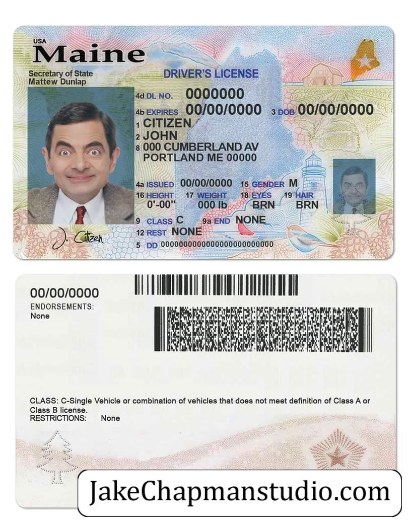 USA
Maine
Secretary of State
Mattew Dunlap
DRIVER'S LICENSE
4d DL NO. 0000000
4b EXPIRES 00/00/0000 3 DOB 00/00/0000
1 CITIZEN
2 JOHN
8 000 CUMBERLAND AV
PORTLAND ME 00000
4a ISSUED 00/00/0000 15 GENDER M
16 HEIGHT 17 WEIGHT 18 EYES 19 HAIR
0'-00" 000 lb BRN BRN
9 CLASS C 9a END NONE
12 REST NONE
5 DD 0000000000000000000000000
J. Citizen
00/00/0000
ENDORSEMENTS:
None
CLASS: C-Single Vehicle or combination of vehicles that does not meet definition of Class A or
Class B license.
RESTRICTIONS: None
JakeChapmanstudio.com